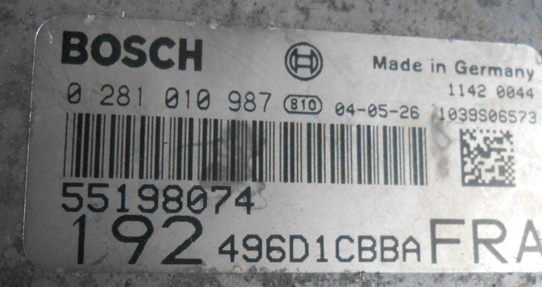 BOSCH
Made in Germany
1142 0044
0 281 010 987 810 04-05-26 1039S06573
55198074
192 496D1CBBA FRA